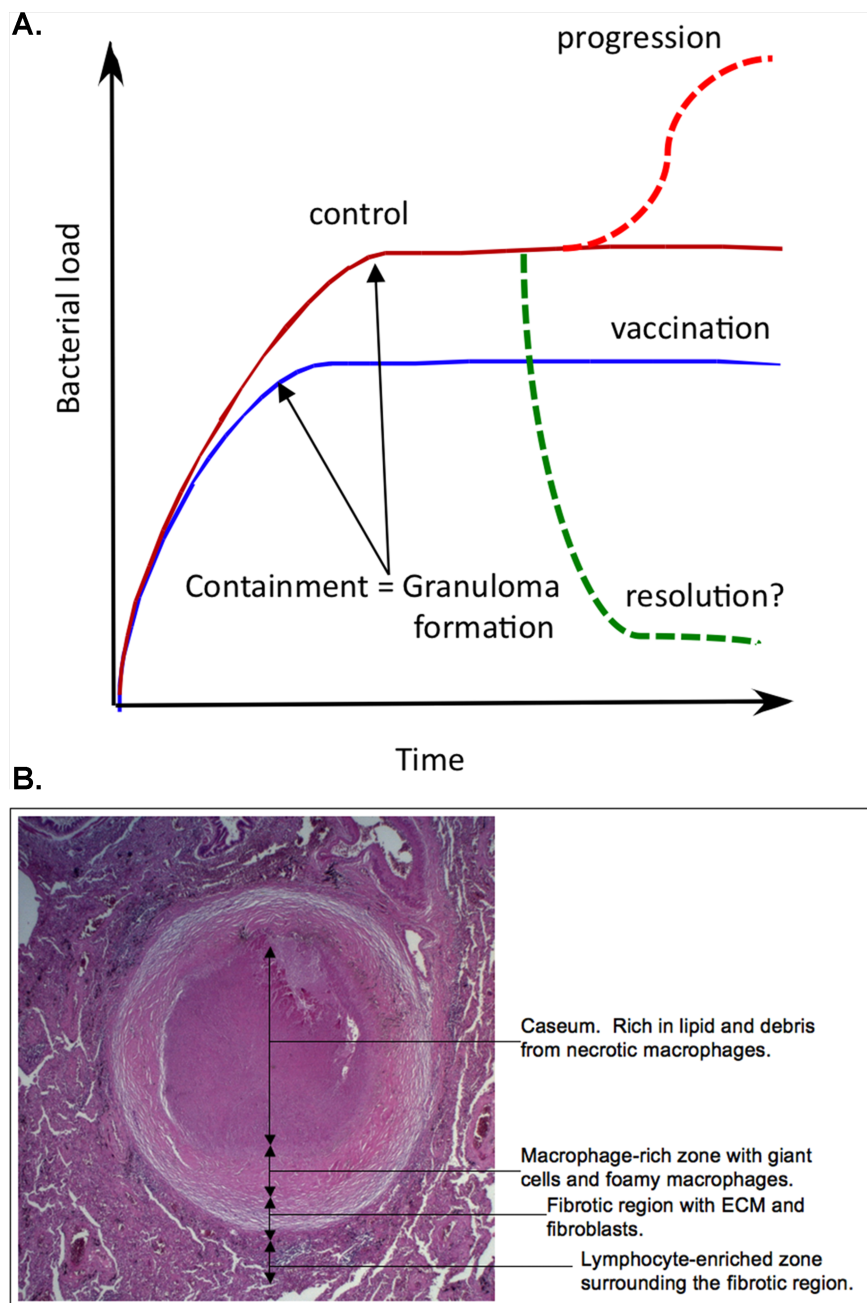 A.
progression
control
Bacterial load
vaccination
Containment = Granuloma
formation
resolution?
Time
B.
Caseum. Rich in lipid and debris
from necrotic macrophages.
Macrophage-rich zone with giant
cells and foamy macrophages.
Fibrotic region with ECM and
fibroblasts.
Lymphocyte-enriched zone
surrounding the fibrotic region.